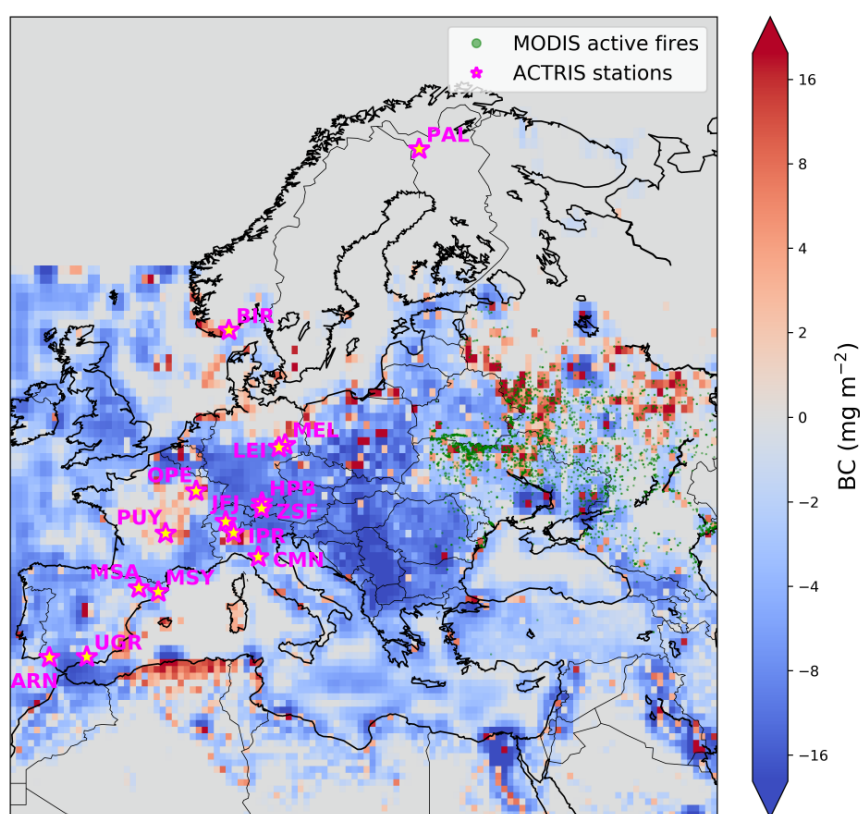 MODIS active fires
ACTRIS stations
PAL
BIR
MEL
LEI
OPE
HPB
JFJ
ZSF
PUY
IPR
CMN
MSA
MSY
UGR
ARN
16
8
4
2
0
−2
−4
−8
−16
BC (mg m⁻²)